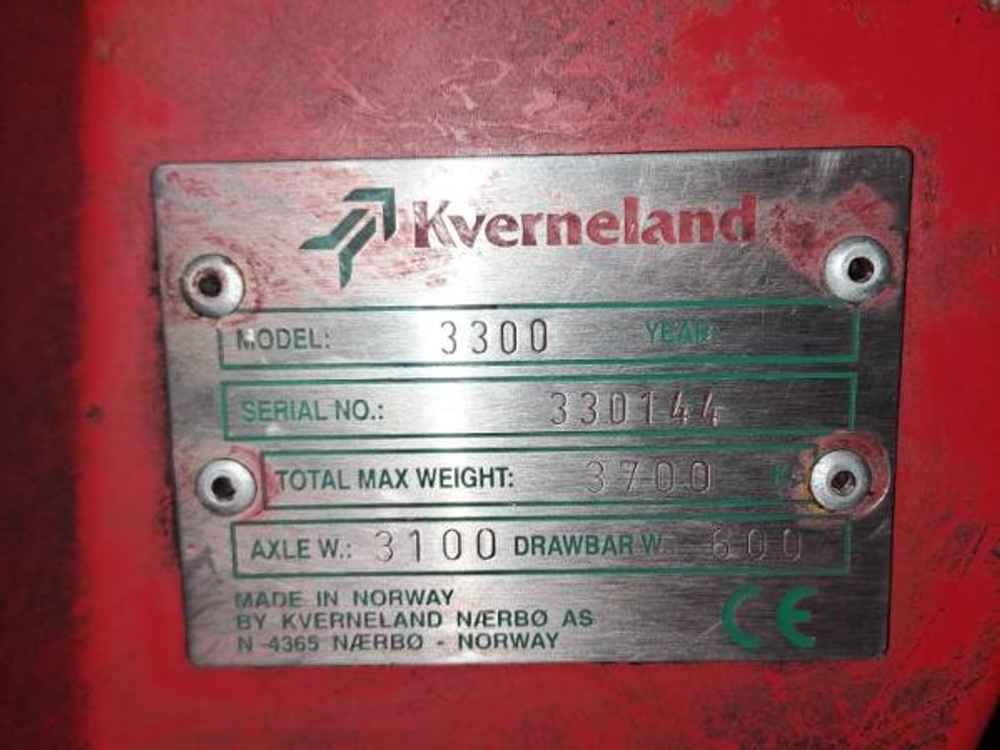 Kverneland
MODEL: 3300 YEAR:
SERIAL NO.: 330144
TOTAL MAX WEIGHT: 3700
AXLE W.: 3100 DRAWBAR W. 600
MADE IN NORWAY
BY KVERNELAND NÆRBØ AS
N-4365 NÆRBØ - NORWAY
CE